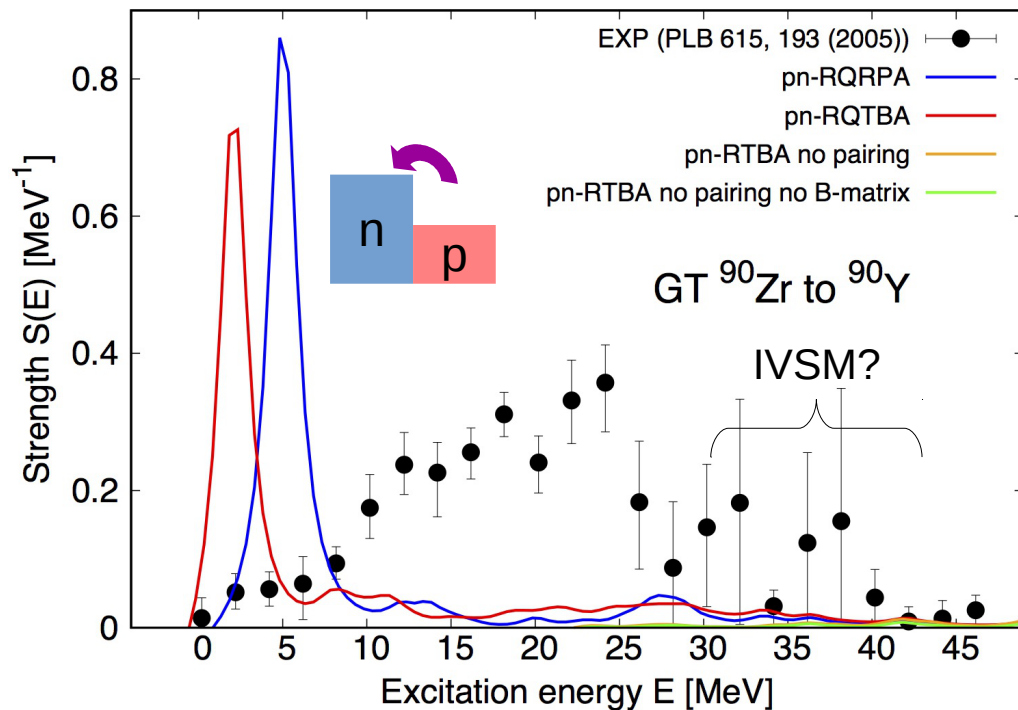 EXP (PLB 615, 193 (2005))
pn-RQRPA
pn-RQTBA
pn-RTBA no pairing
pn-RTBA no pairing no B-matrix
n
p
GT ⁹⁰Zr to ⁹⁰Y
IVSM?
Strength S(E) [MeV⁻¹]
0.8
0.6
0.4
0.2
0
0 5 10 15 20 25 30 35 40 45
Excitation energy E [MeV]